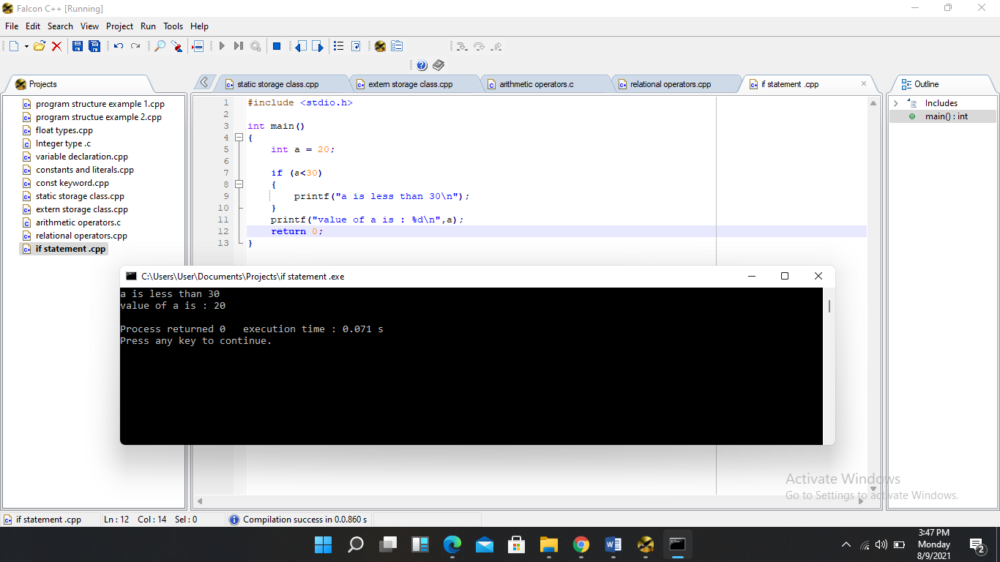 Falcon C++ [Running]
File Edit Search View Project Run Tools Help
Projects
static storage class.cpp
extern storage class.cpp
arithmetic operators.c
relational operators.cpp
if statement .cpp
Outline
program structure example 1.cpp
program structue example 2.cpp
float types.cpp
Integer type .c
variable declaration.cpp
constants and literals.cpp
const keyword.cpp
static storage class.cpp
extern storage class.cpp
arithmetic operators.c
relational operators.cpp
if statement .cpp
1 #include <stdio.h>
2
3 int main()
4 {
5 int a = 20;
6
7 if (a<30)
8 {
9 printf("a is less than 30\n");
10 }
11 printf("value of a is : %d\n",a);
12 return 0;
13 }
Includes
main() : int
C:\Users\User\Documents\Projects\if statement .exe
a is less than 30
value of a is : 20
Process returned 0 execution time : 0.071 s
Press any key to continue.
Activate Windows
Go to Settings to activate Windows.
if statement .cpp Ln : 12 Col : 14 Sel : 0 Compilation success in 0.0.860 s
3:47 PM
Monday
8/9/2021
2